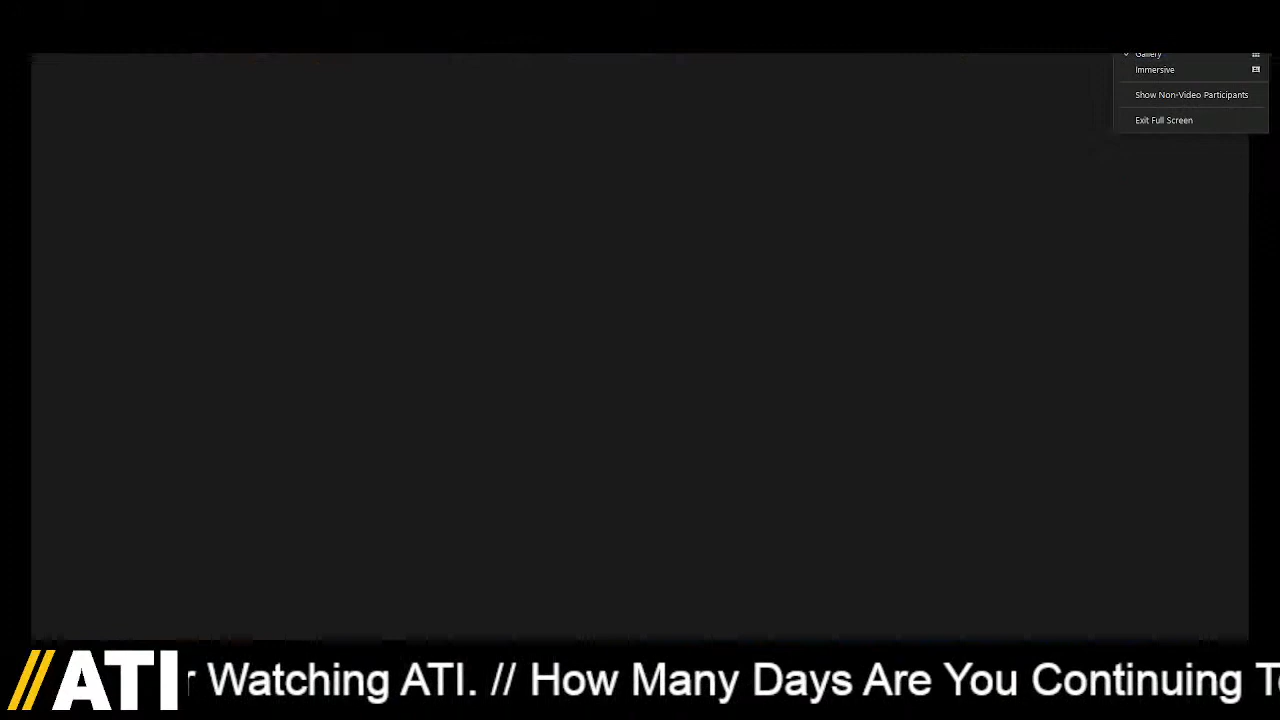 Gallery
Immersive
Show Non-Video Participants
Exit Full Screen
//ATI
r Watching ATI. // How Many Days Are You Continuing T